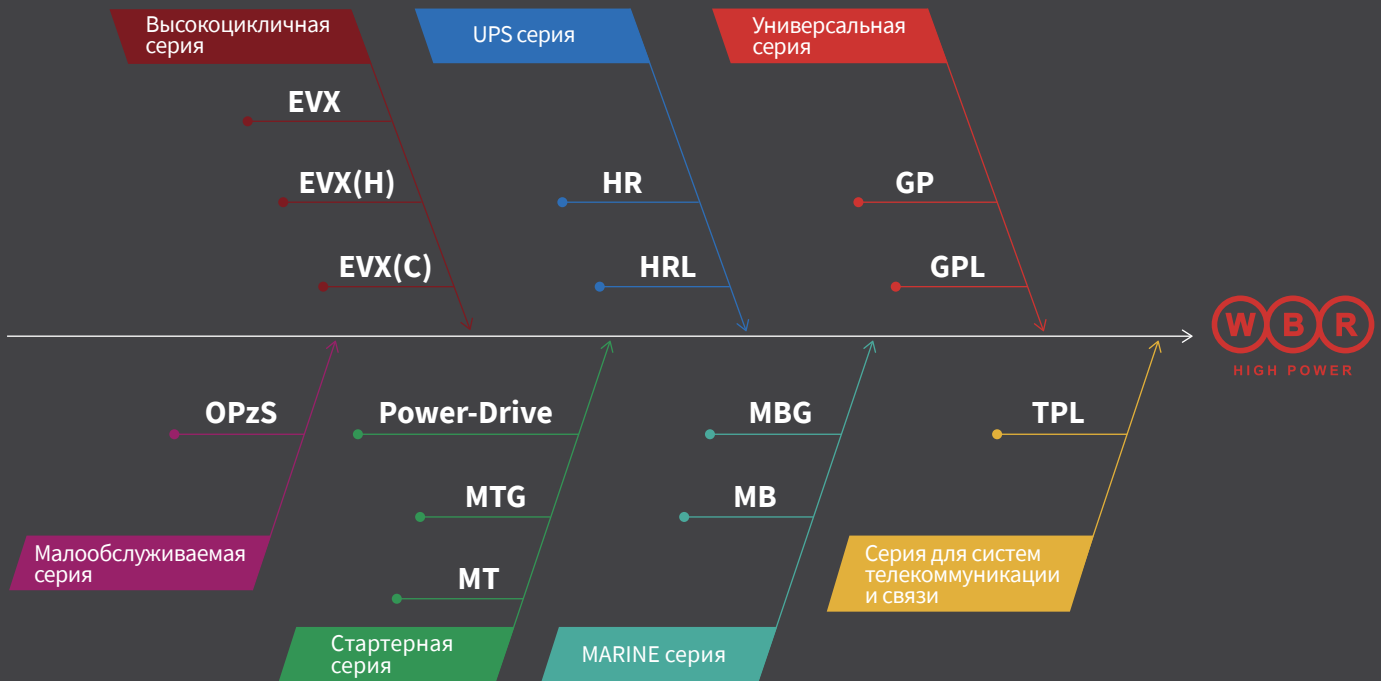 Высокоцикличная
серия
EVX
EVX(H)
EVX(C)
UPS серия
HR
HRL
Универсальная
серия
GP
GPL
WBR
HIGH POWER
OPzS
Малообслуживаемая
серия
Power-Drive
MTG
MT
Стартерная
серия
MBG
MB
MARINE серия
TPL
Серия для систем
телекоммуникации
и связи